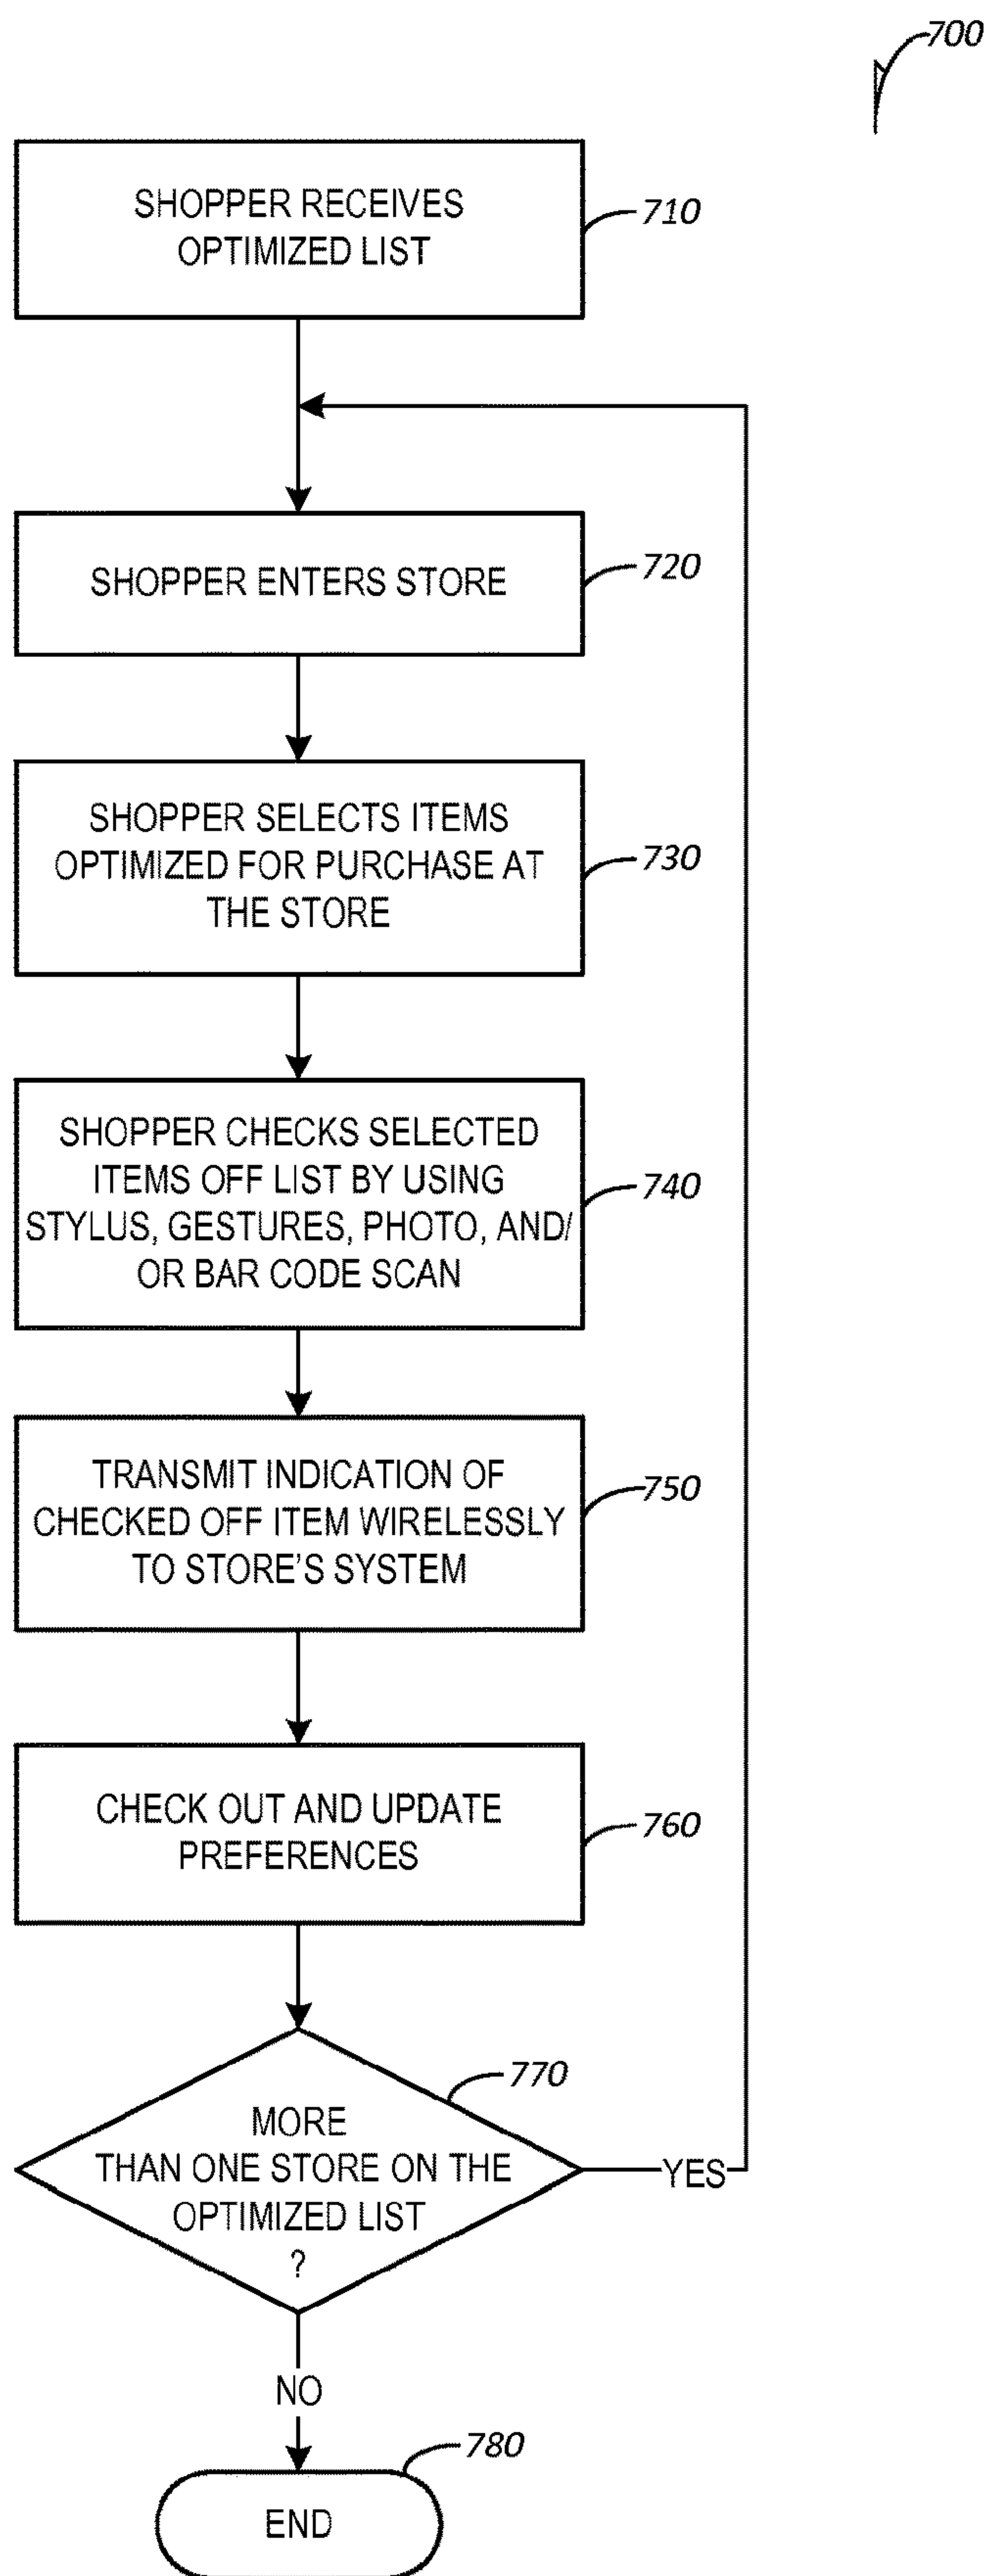 700
SHOPPER RECEIVES
OPTIMIZED LIST
710
SHOPPER ENTERS STORE
720
SHOPPER SELECTS ITEMS
OPTIMIZED FOR PURCHASE AT
THE STORE
730
SHOPPER CHECKS SELECTED
ITEMS OFF LIST BY USING
STYLUS, GESTURES, PHOTO, AND/
OR BAR CODE SCAN
740
TRANSMIT INDICATION OF
CHECKED OFF ITEM WIRELESSLY
TO STORE'S SYSTEM
750
CHECK OUT AND UPDATE
PREFERENCES
760
770
MORE
THAN ONE STORE ON THE
OPTIMIZED LIST
?
YES
NO
780
END